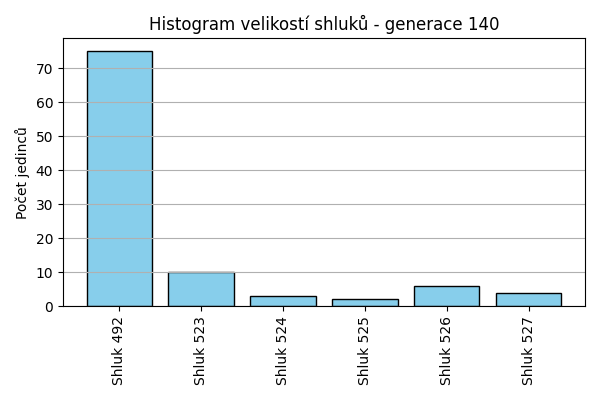 Histogram velikostí shluků - generace 140
Počet jedinců
70
60
50
40
30
20
10
0
Shluk 492
Shluk 523
Shluk 524
Shluk 525
Shluk 526
Shluk 527